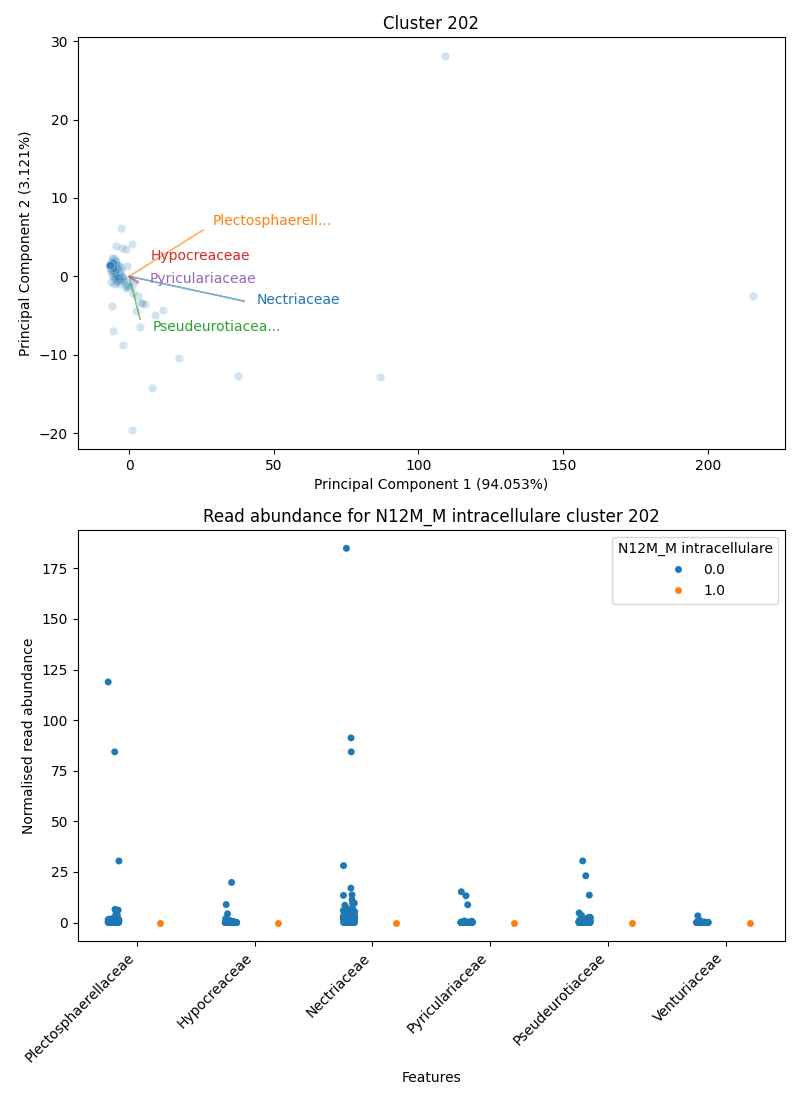 Cluster 202
30
20
10
0
−10
−20
Principal Component 2 (3.121%)
Plectosphaerell...
Hypocreaceae
Pyriculariaceae
Nectriaceae
Pseudeurotiacea...
0
50
100
150
200
Principal Component 1 (94.053%)
Read abundance for N12M_M intracellulare cluster 202
N12M_M intracellulare
0.0
1.0
175
150
125
100
75
50
25
0
Normalised read abundance
Plectosphaerellaceae
Hypocreaceae
Nectriaceae
Pyriculariaceae
Pseudeurotiaceae
Venturiaceae
Features